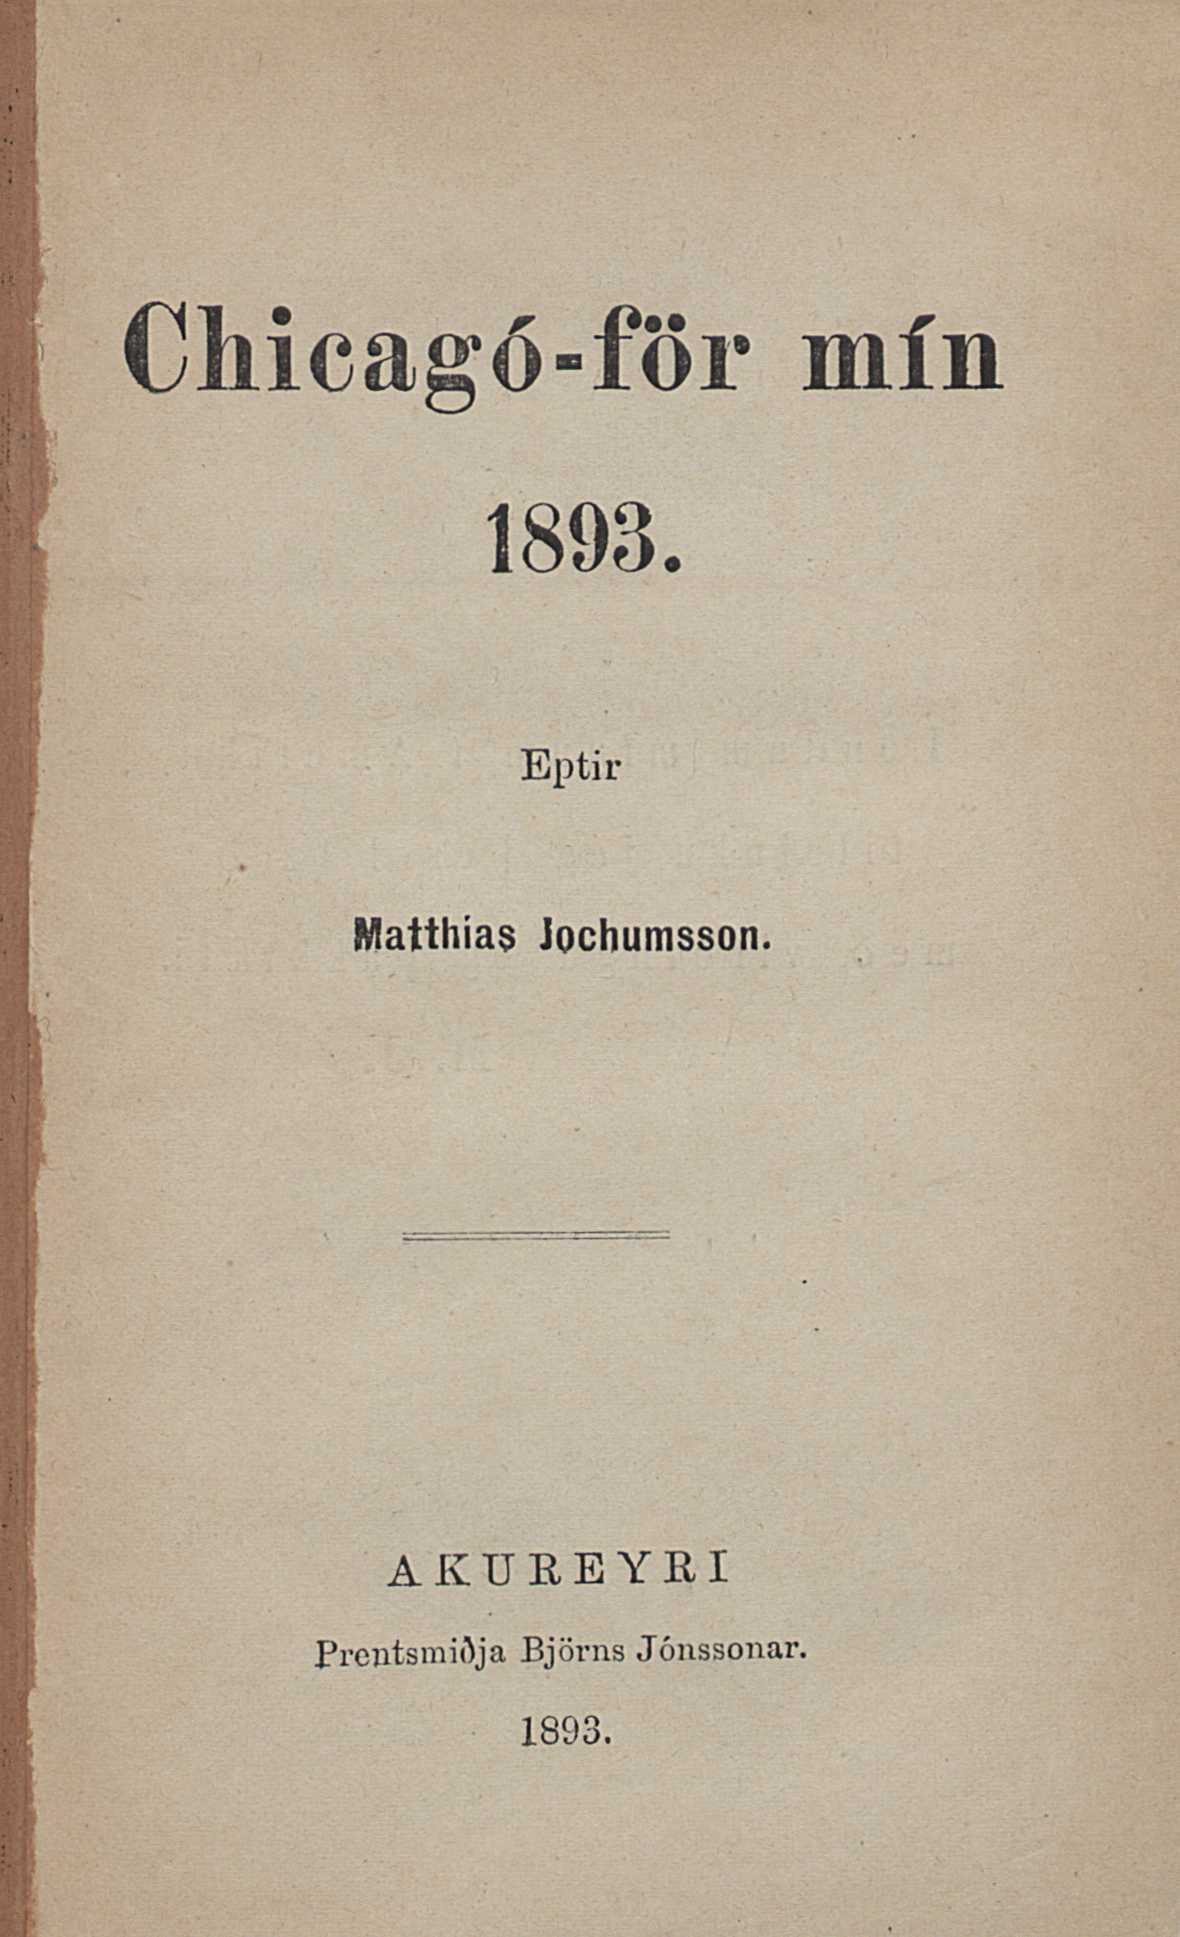 Chicagó-för mín
1893.
Eptir
Matthías Jochumsson.
AKUREYRI
Prentsmiðja Björns Jónssonar.
1893.